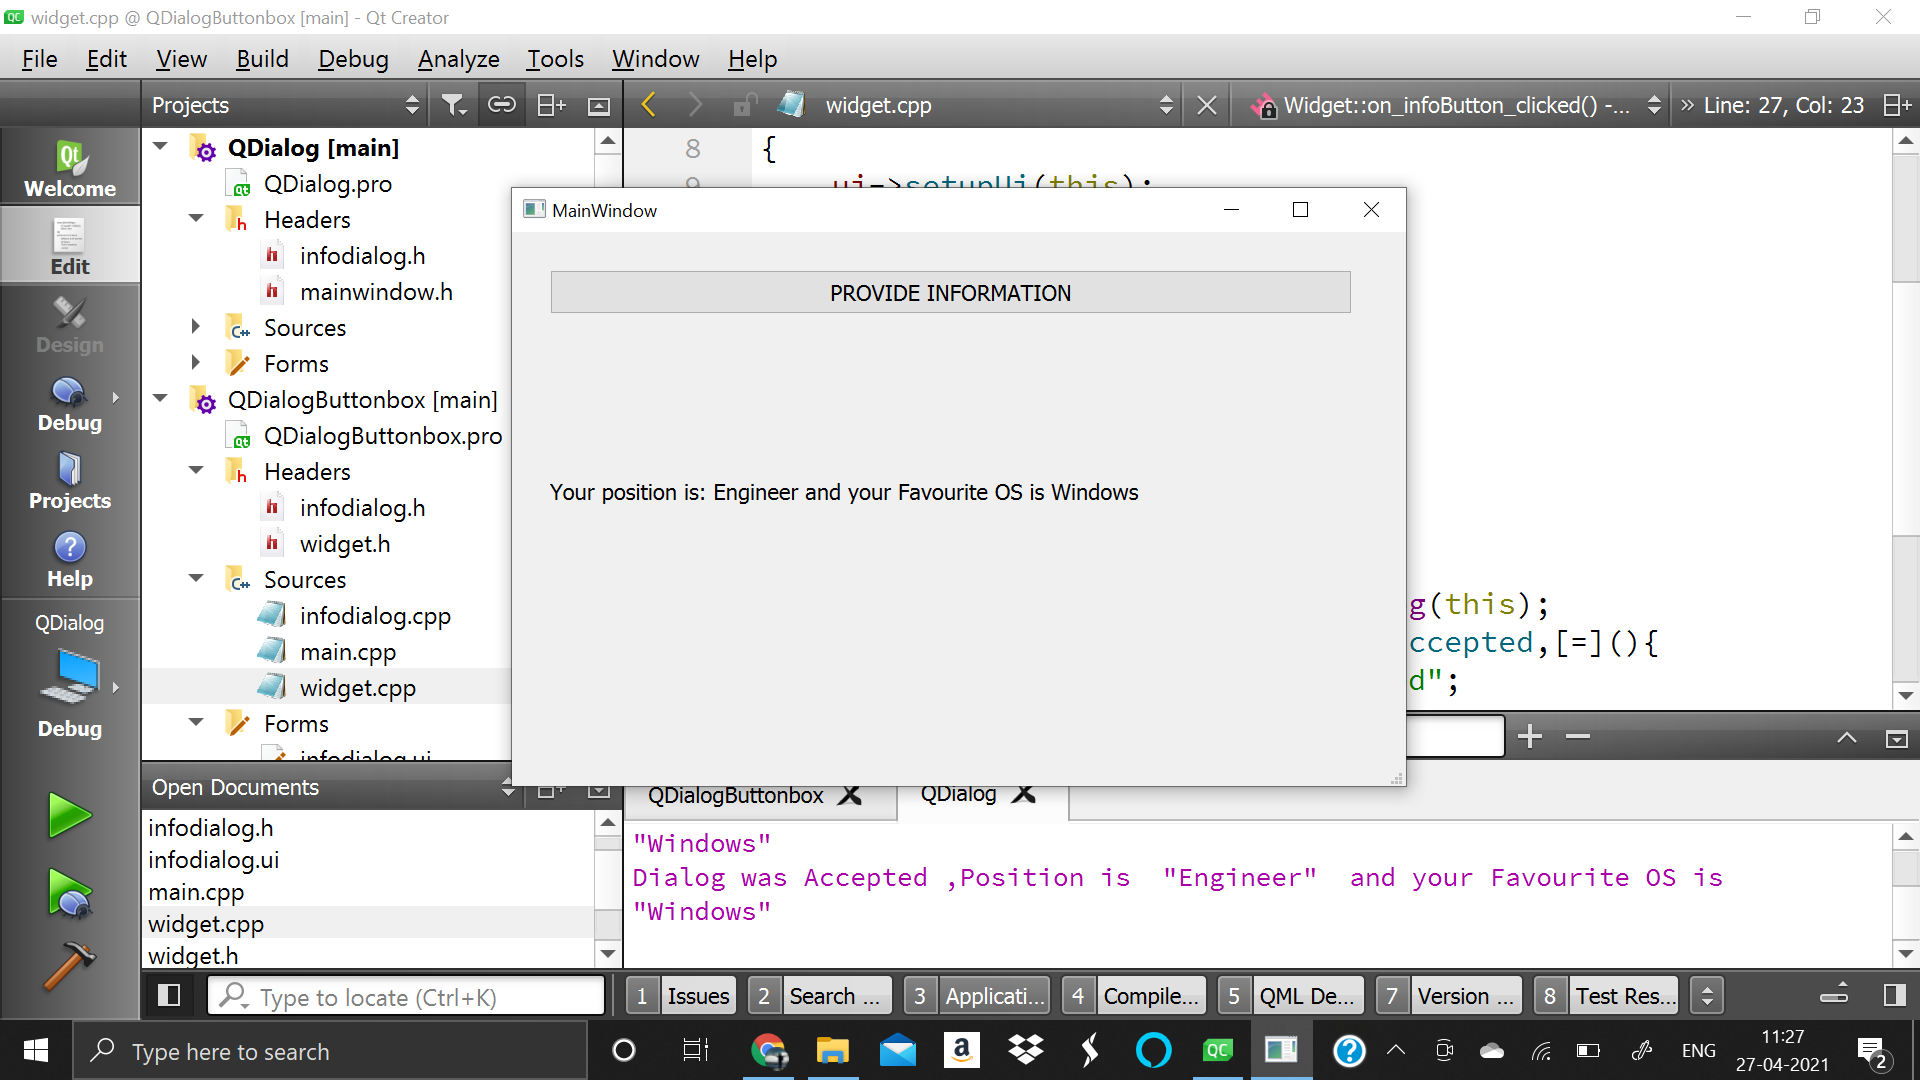 widget.cpp @ QDialogButtonbox [main] - Qt Creator
File Edit View Build Debug Analyze Tools Window Help
Projects
widget.cpp
Widget::on_infoButton_clicked() -... » Line: 27, Col: 23
Welcome
Edit
Design
Debug
Projects
Help
QDialog
Debug
QDialog [main]
QDialog.pro
Headers
infodialog.h
mainwindow.h
Sources
Forms
QDialogButtonbox [main]
QDialogButtonbox.pro
Headers
infodialog.h
widget.h
Sources
infodialog.cpp
main.cpp
widget.cpp
Forms
infodialog.ui
8 {
9 ui->setupUi(this);
MainWindow
PROVIDE INFORMATION
Your position is: Engineer and your Favourite OS is Windows
g(this);
ccepted,[=](){
d";
Open Documents
infodialog.h
infodialog.ui
main.cpp
widget.cpp
widget.h
QDialogButtonbox QDialog
"Windows"
Dialog was Accepted ,Position is "Engineer" and your Favourite OS is
"Windows"
Type to locate (Ctrl+K)
1 Issues 2 Search ... 3 Applicati... 4 Compile... 5 QML De... 7 Version ... 8 Test Res...
Type here to search
ENG
11:27
27-04-2021
2